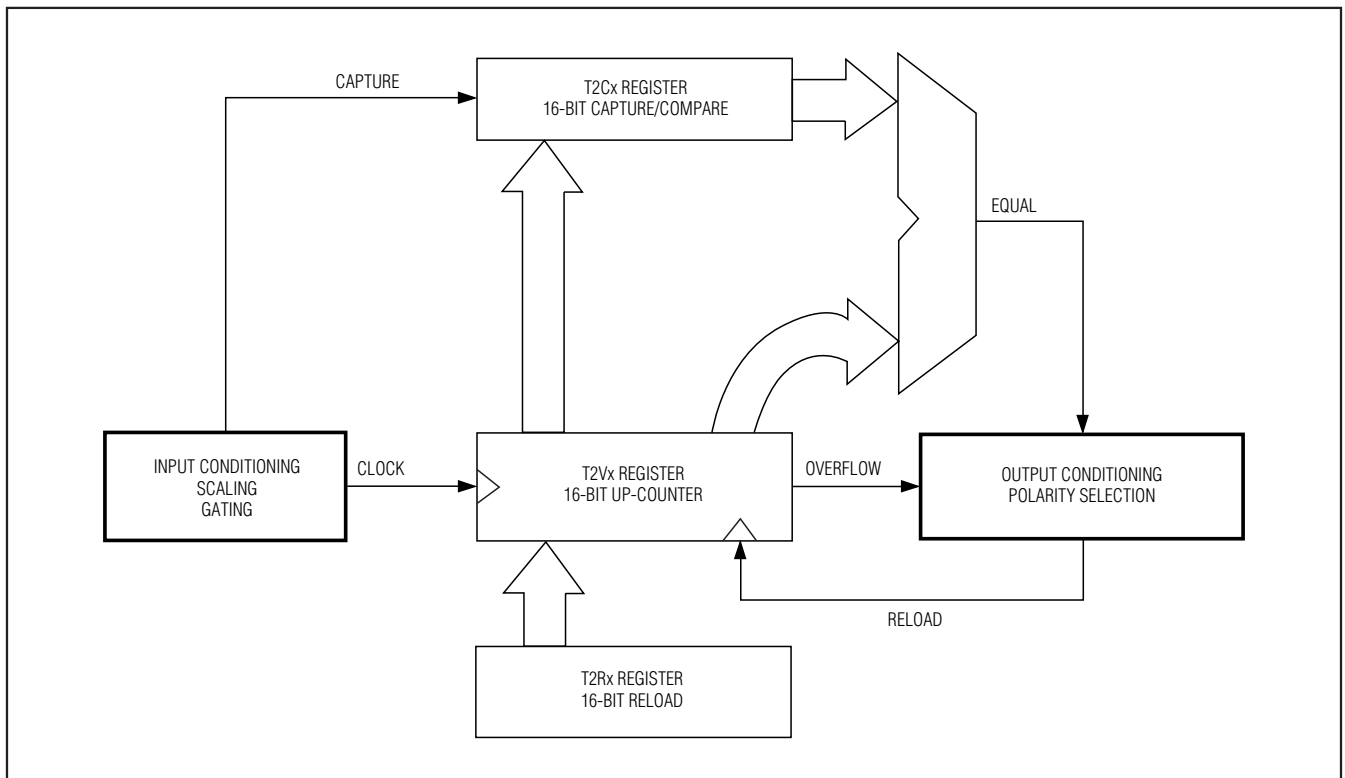 CAPTURE
T2Cx REGISTER
16-BIT CAPTURE/COMPARE
EQUAL
INPUT CONDITIONING
SCALING
GATING
CLOCK
T2Vx REGISTER
16-BIT UP-COUNTER
OVERFLOW
OUTPUT CONDITIONING
POLARITY SELECTION
RELOAD
T2Rx REGISTER
16-BIT RELOAD